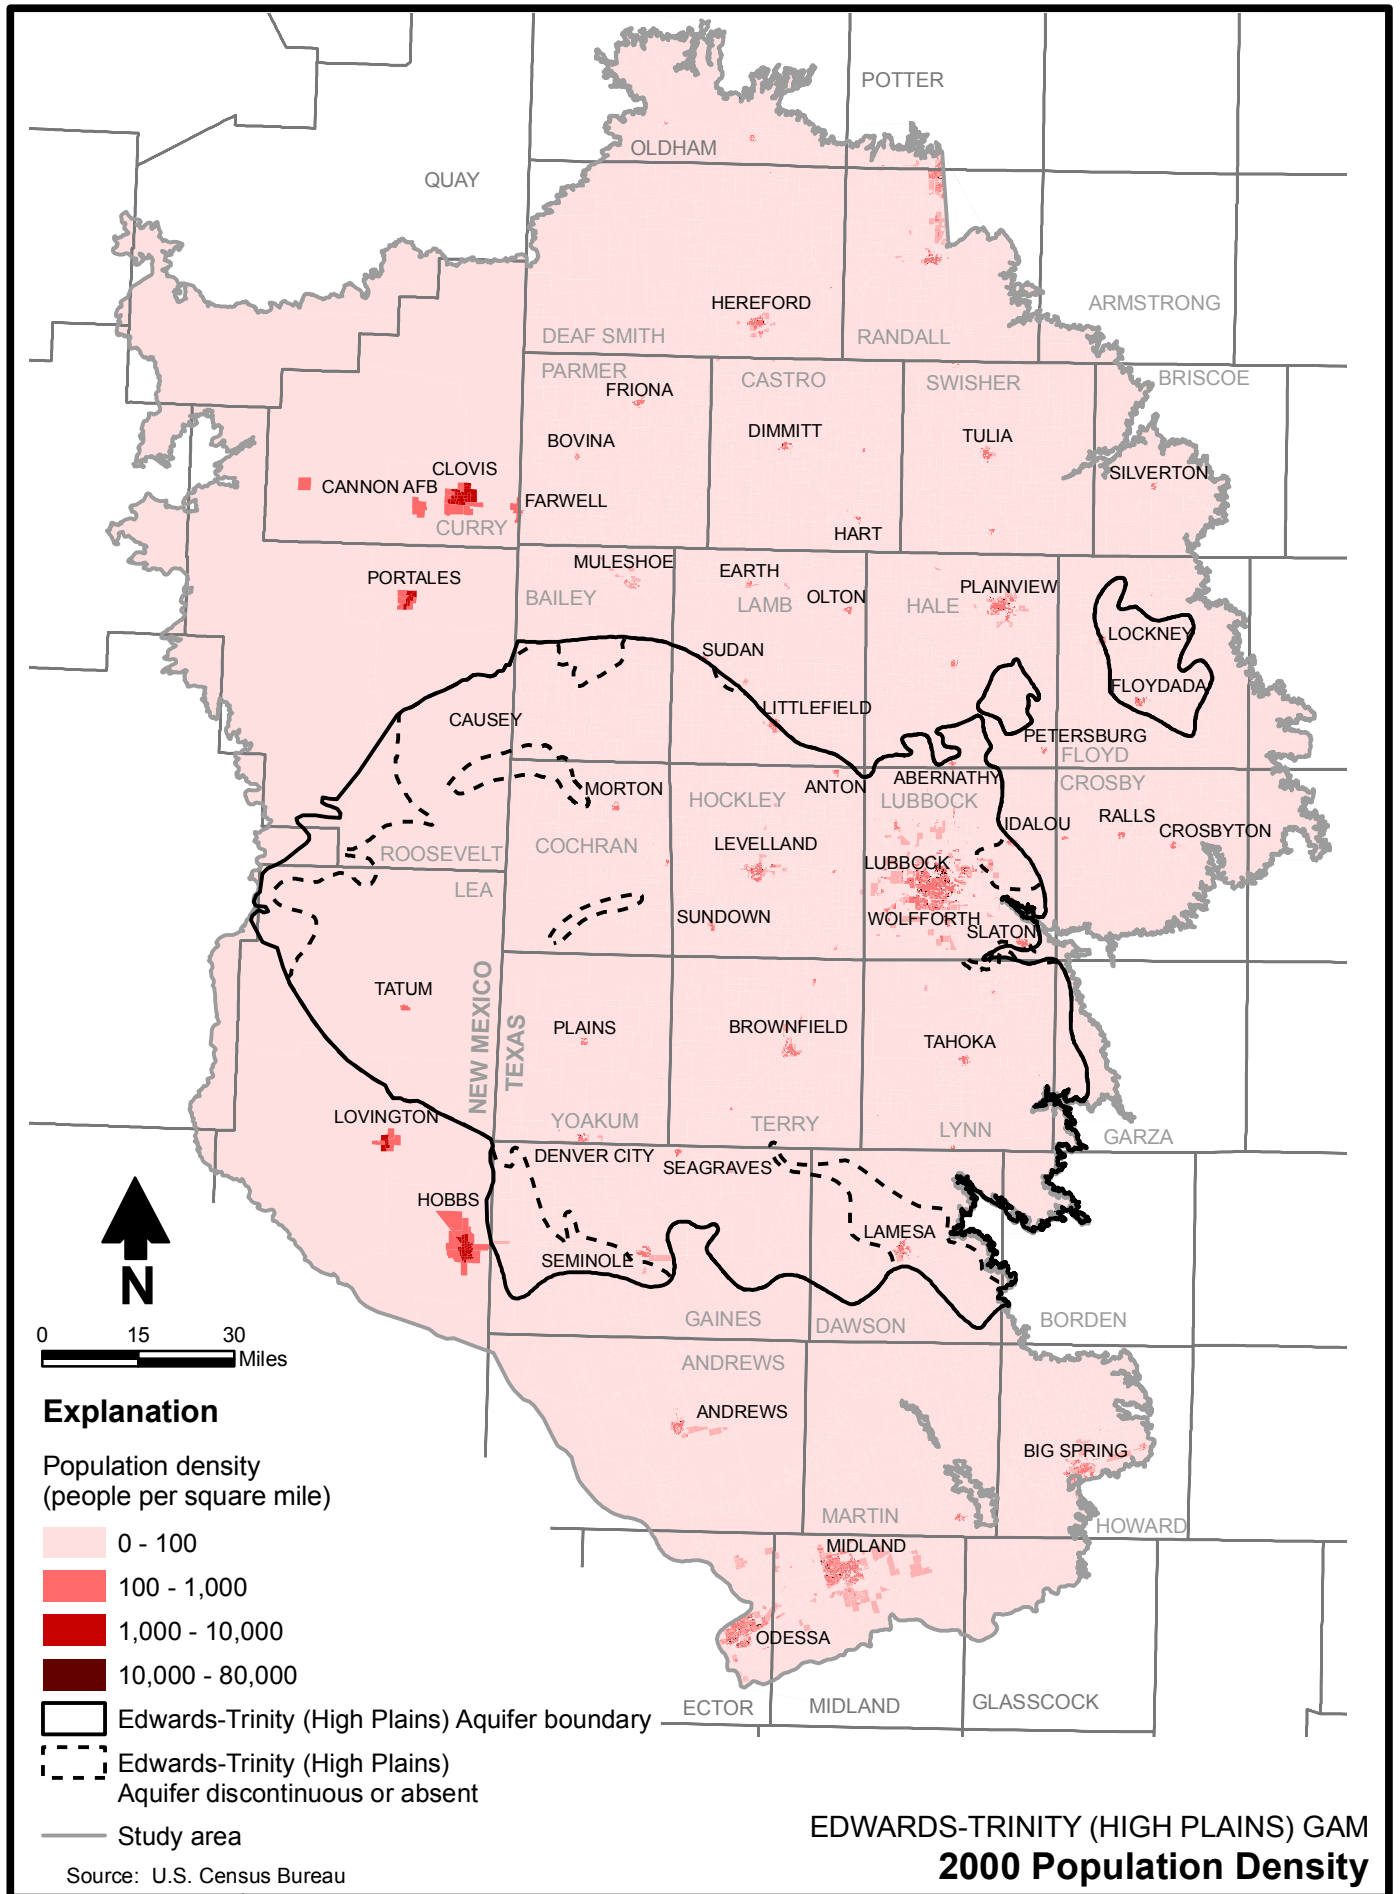 POTTER
OLDHAM
QUAY
HEREFORD
ARMSTRONG
DEAF SMITH
RANDALL
PARMER
CASTRO
SWISHER
BRISCOE
FRIONA
BOVINA
DIMMITT
TULIA
CLOVIS
SILVERTON
CANNON AFB
FARWELL
CURRY
HART
MULESHOE
EARTH
PLAINVIEW
PORTALES
BAILEY
LAMB
OLTON
HALE
LOCKNEY
SUDAN
FLOYDADA
CAUSEY
LITTLEFIELD
PETERSBURG
FLOYD
MORTON
HOCKLEY
ANTON
ABERNATHY
LUBBOCK
CROSBY
IDALOU
RALLS
CROSBYTON
ROOSEVELT
COCHRAN
LEVELLAND
LUBBOCK
LEA
SUNDOWN
WOLFFORTH
SLATON
TATUM
NEW MEXICO
TEXAS
PLAINS
BROWNFIELD
TAHOKA
LOVINGTON
YOAKUM
TERRY
LYNN
GARZA
DENVER CITY
SEAGRAVES
HOBBS
LAMESA
SEMINOLE
N
GAINES
DAWSON
BORDEN
0 15 30
Miles
ANDREWS
ANDREWS
BIG SPRING
MARTIN
HOWARD
MIDLAND
ODESSA
ECTOR
MIDLAND
GLASSCOCK
Explanation
Population density
(people per square mile)
0 - 100
100 - 1,000
1,000 - 10,000
10,000 - 80,000
Edwards-Trinity (High Plains) Aquifer boundary
Edwards-Trinity (High Plains)
Aquifer discontinuous or absent
Study area
Source: U.S. Census Bureau
EDWARDS-TRINITY (HIGH PLAINS) GAM
2000 Population Density